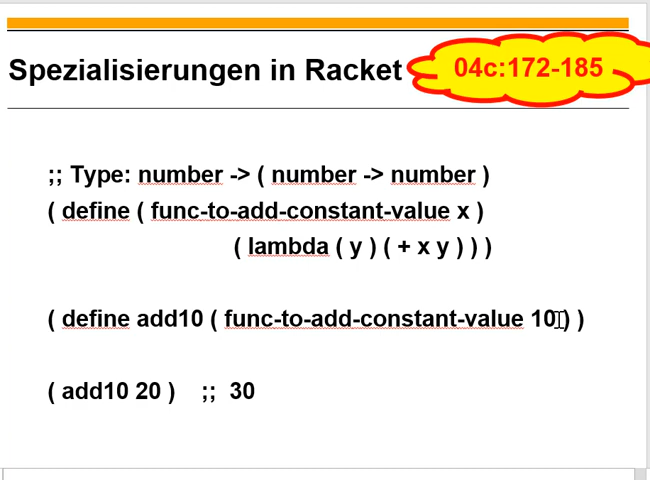 Spezialisierungen in Racket
04c:172-185
;; Type: number -> ( number -> number )
( define ( func-to-add-constant-value x )
( lambda ( y ) ( + x y ) ) )
( define add10 ( func-to-add-constant-value 10 ) )
( add10 20 ) ;; 30